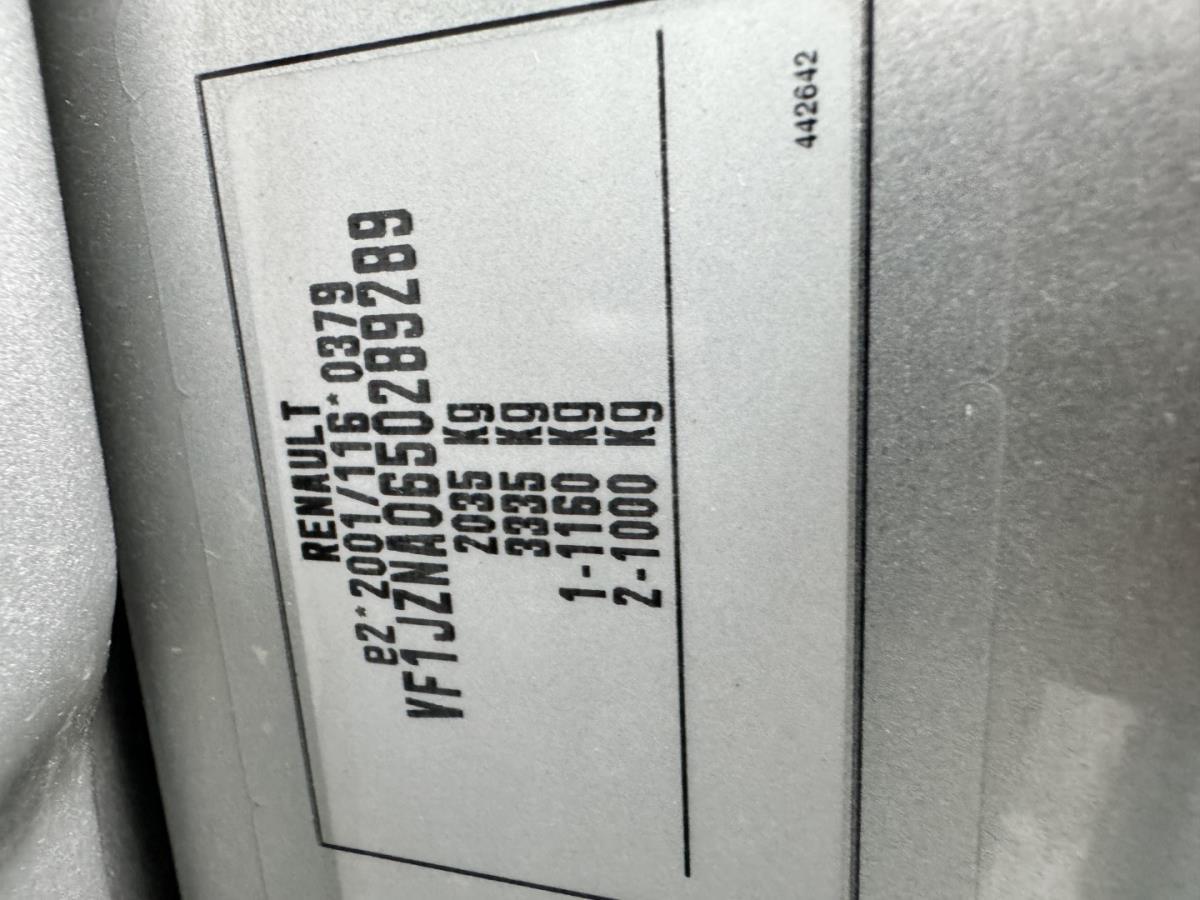 RENAULT
e2*2001/116*0379
VF1JZNA0650289289
2035 Kg
3335 Kg
1-1160 Kg
2-1000 Kg
442642